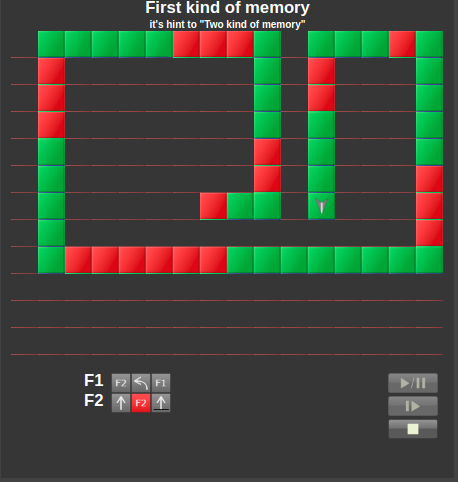 First kind of memory
it's hint to "Two kind of memory"
F1 F2 F1
F2 F2